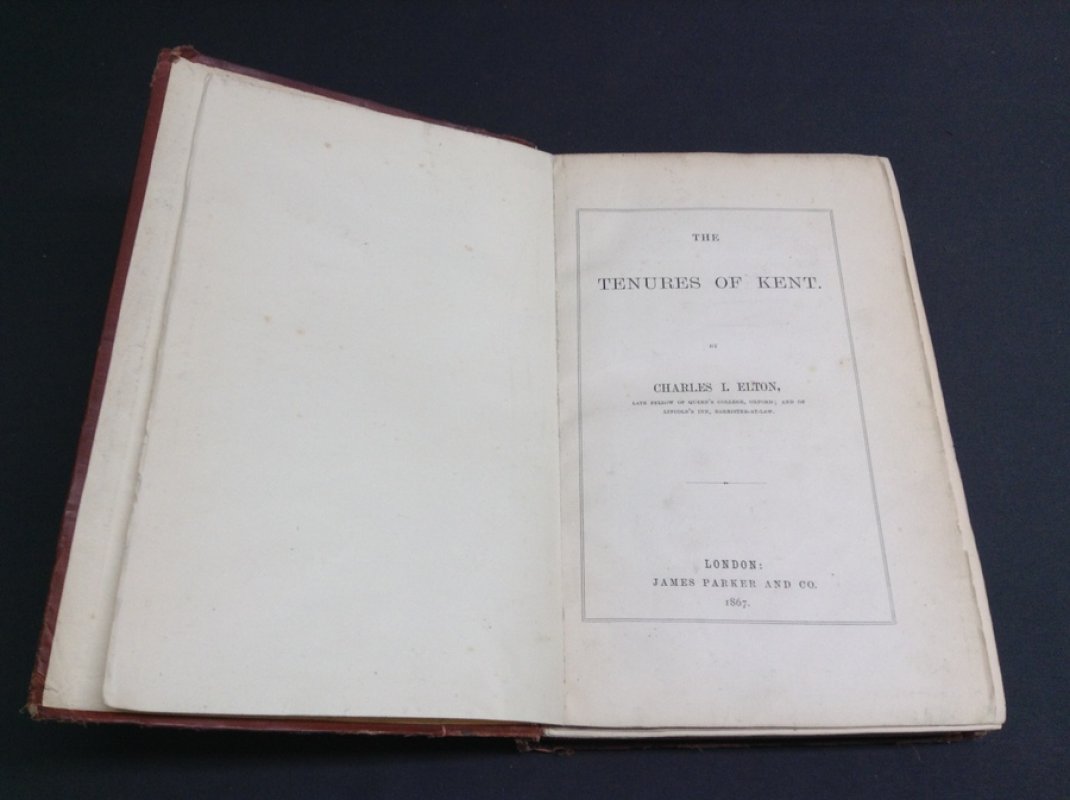 THE
TENURES OF KENT.
BY
CHARLES I. ELTON,
LATE FELLOW OF QUEEN'S COLLEGE, OXFORD; AND OF
LINCOLN'S INN, BARRISTER-AT-LAW.
LONDON:
JAMES PARKER AND CO.
1867.